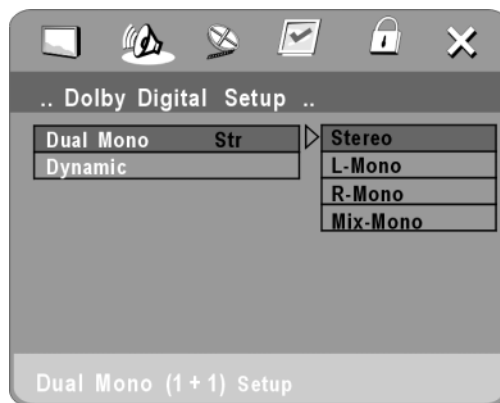 .. Dolby Digital Setup ..
Dual Mono Str Stereo
Dynamic L-Mono
R-Mono
Mix-Mono
Dual Mono (1 + 1) Setup